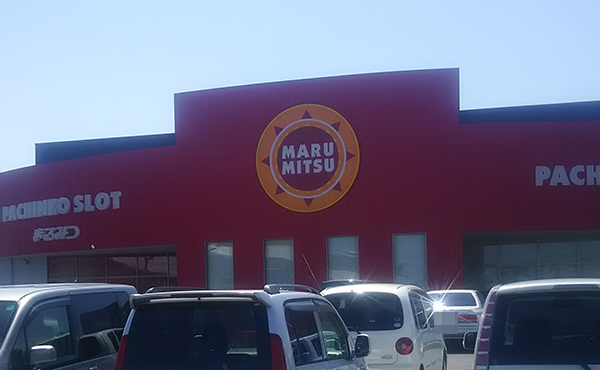 PACHINKO SLOT
まるみつ
MARU
MITSU
PACH